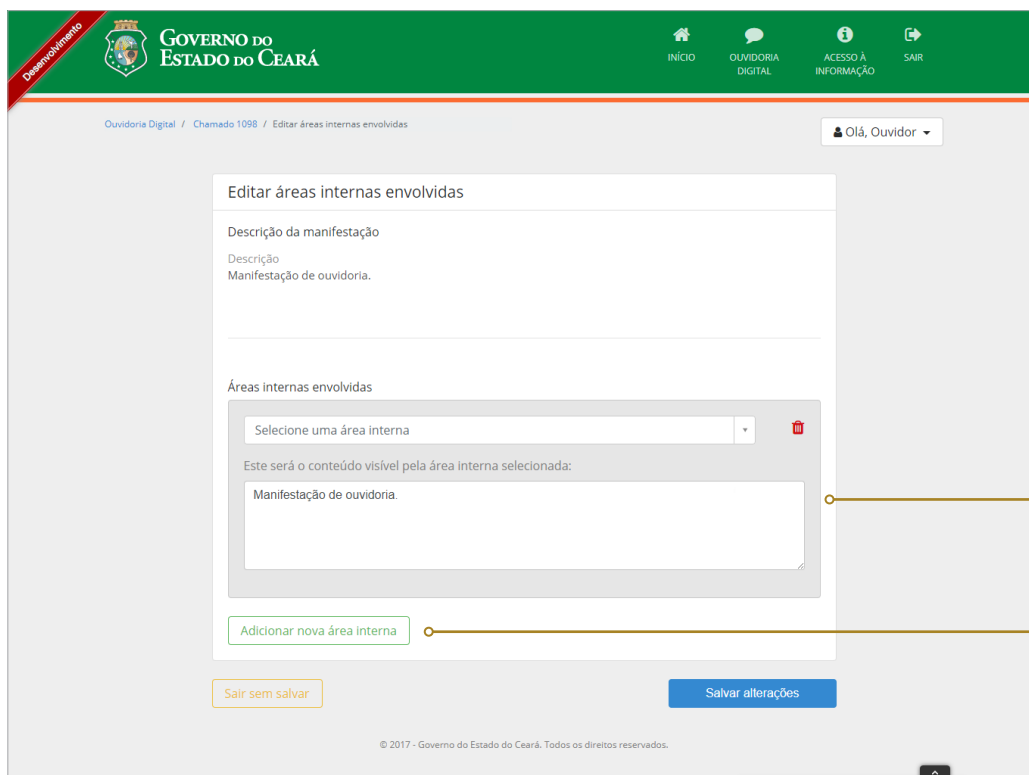 Desenvolvimento
GOVERNO DO
ESTADO DO CEARÁ
INÍCIO
OUVIDORIA
DIGITAL
ACESSO À
INFORMAÇÃO
SAIR
Ouvidoria Digital / Chamado 1098 / Editar áreas internas envolvidas
Olá, Ouvidor
Editar áreas internas envolvidas
Descrição da manifestação
Descrição
Manifestação de ouvidoria.
Áreas internas envolvidas
Selecione uma área interna
Este será o conteúdo visível pela área interna selecionada:
Manifestação de ouvidoria.
Adicionar nova área interna
Sair sem salvar
Salvar alterações
© 2017 - Governo do Estado do Ceará. Todos os direitos reservados.